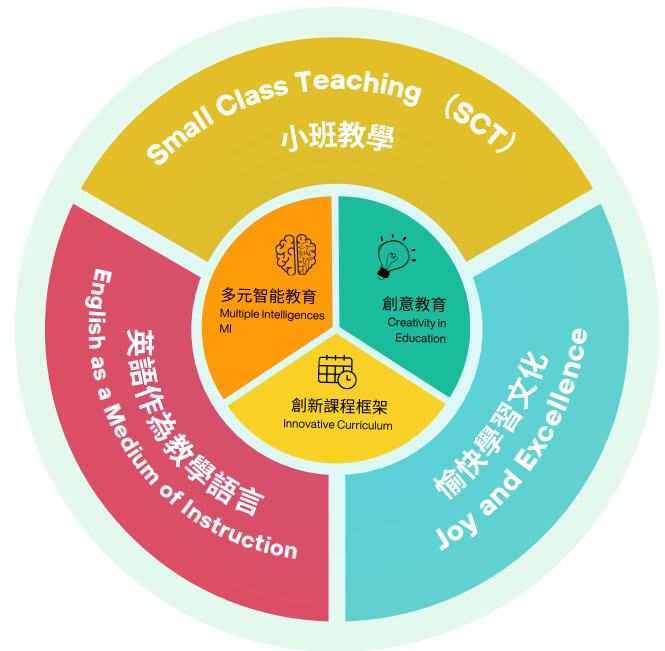 Small Class Teaching （SCT）
小班教學
多元智能教育
Multiple Intelligences
MI
創意教育
Creativity in
Education
創新課程框架
Innovative Curriculum
英語作為教學語言
English as a Medium of Instruction
愉快學習文化
Joy and Excellence